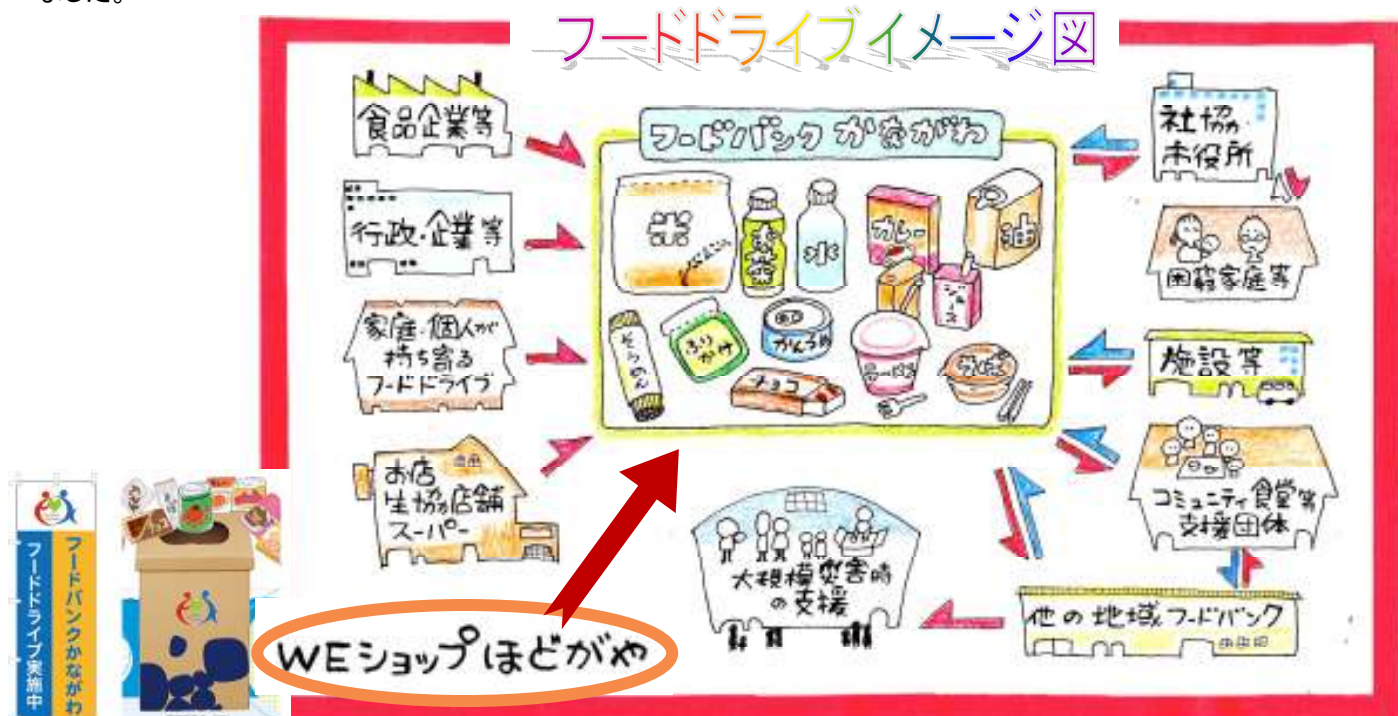 ました。
フードドライブイメージ図
食品企業等
行政・企業等
家庭・個人が
持ち寄る
フードドライブ
お店
生協の店舗
スーパー
WEショップほどがや
フードバンクかながわ
米
お茶
水
カレー
油
ジュース
そうめん
ふりかけ
かんづめ
チョコ
社協・
市役所
困窮家庭等
施設等
コミュニティ食堂等
支援団体
他の地域フードバンク
大規模災害時
の支援
フードバンクかながわ
フードドライブ実施中